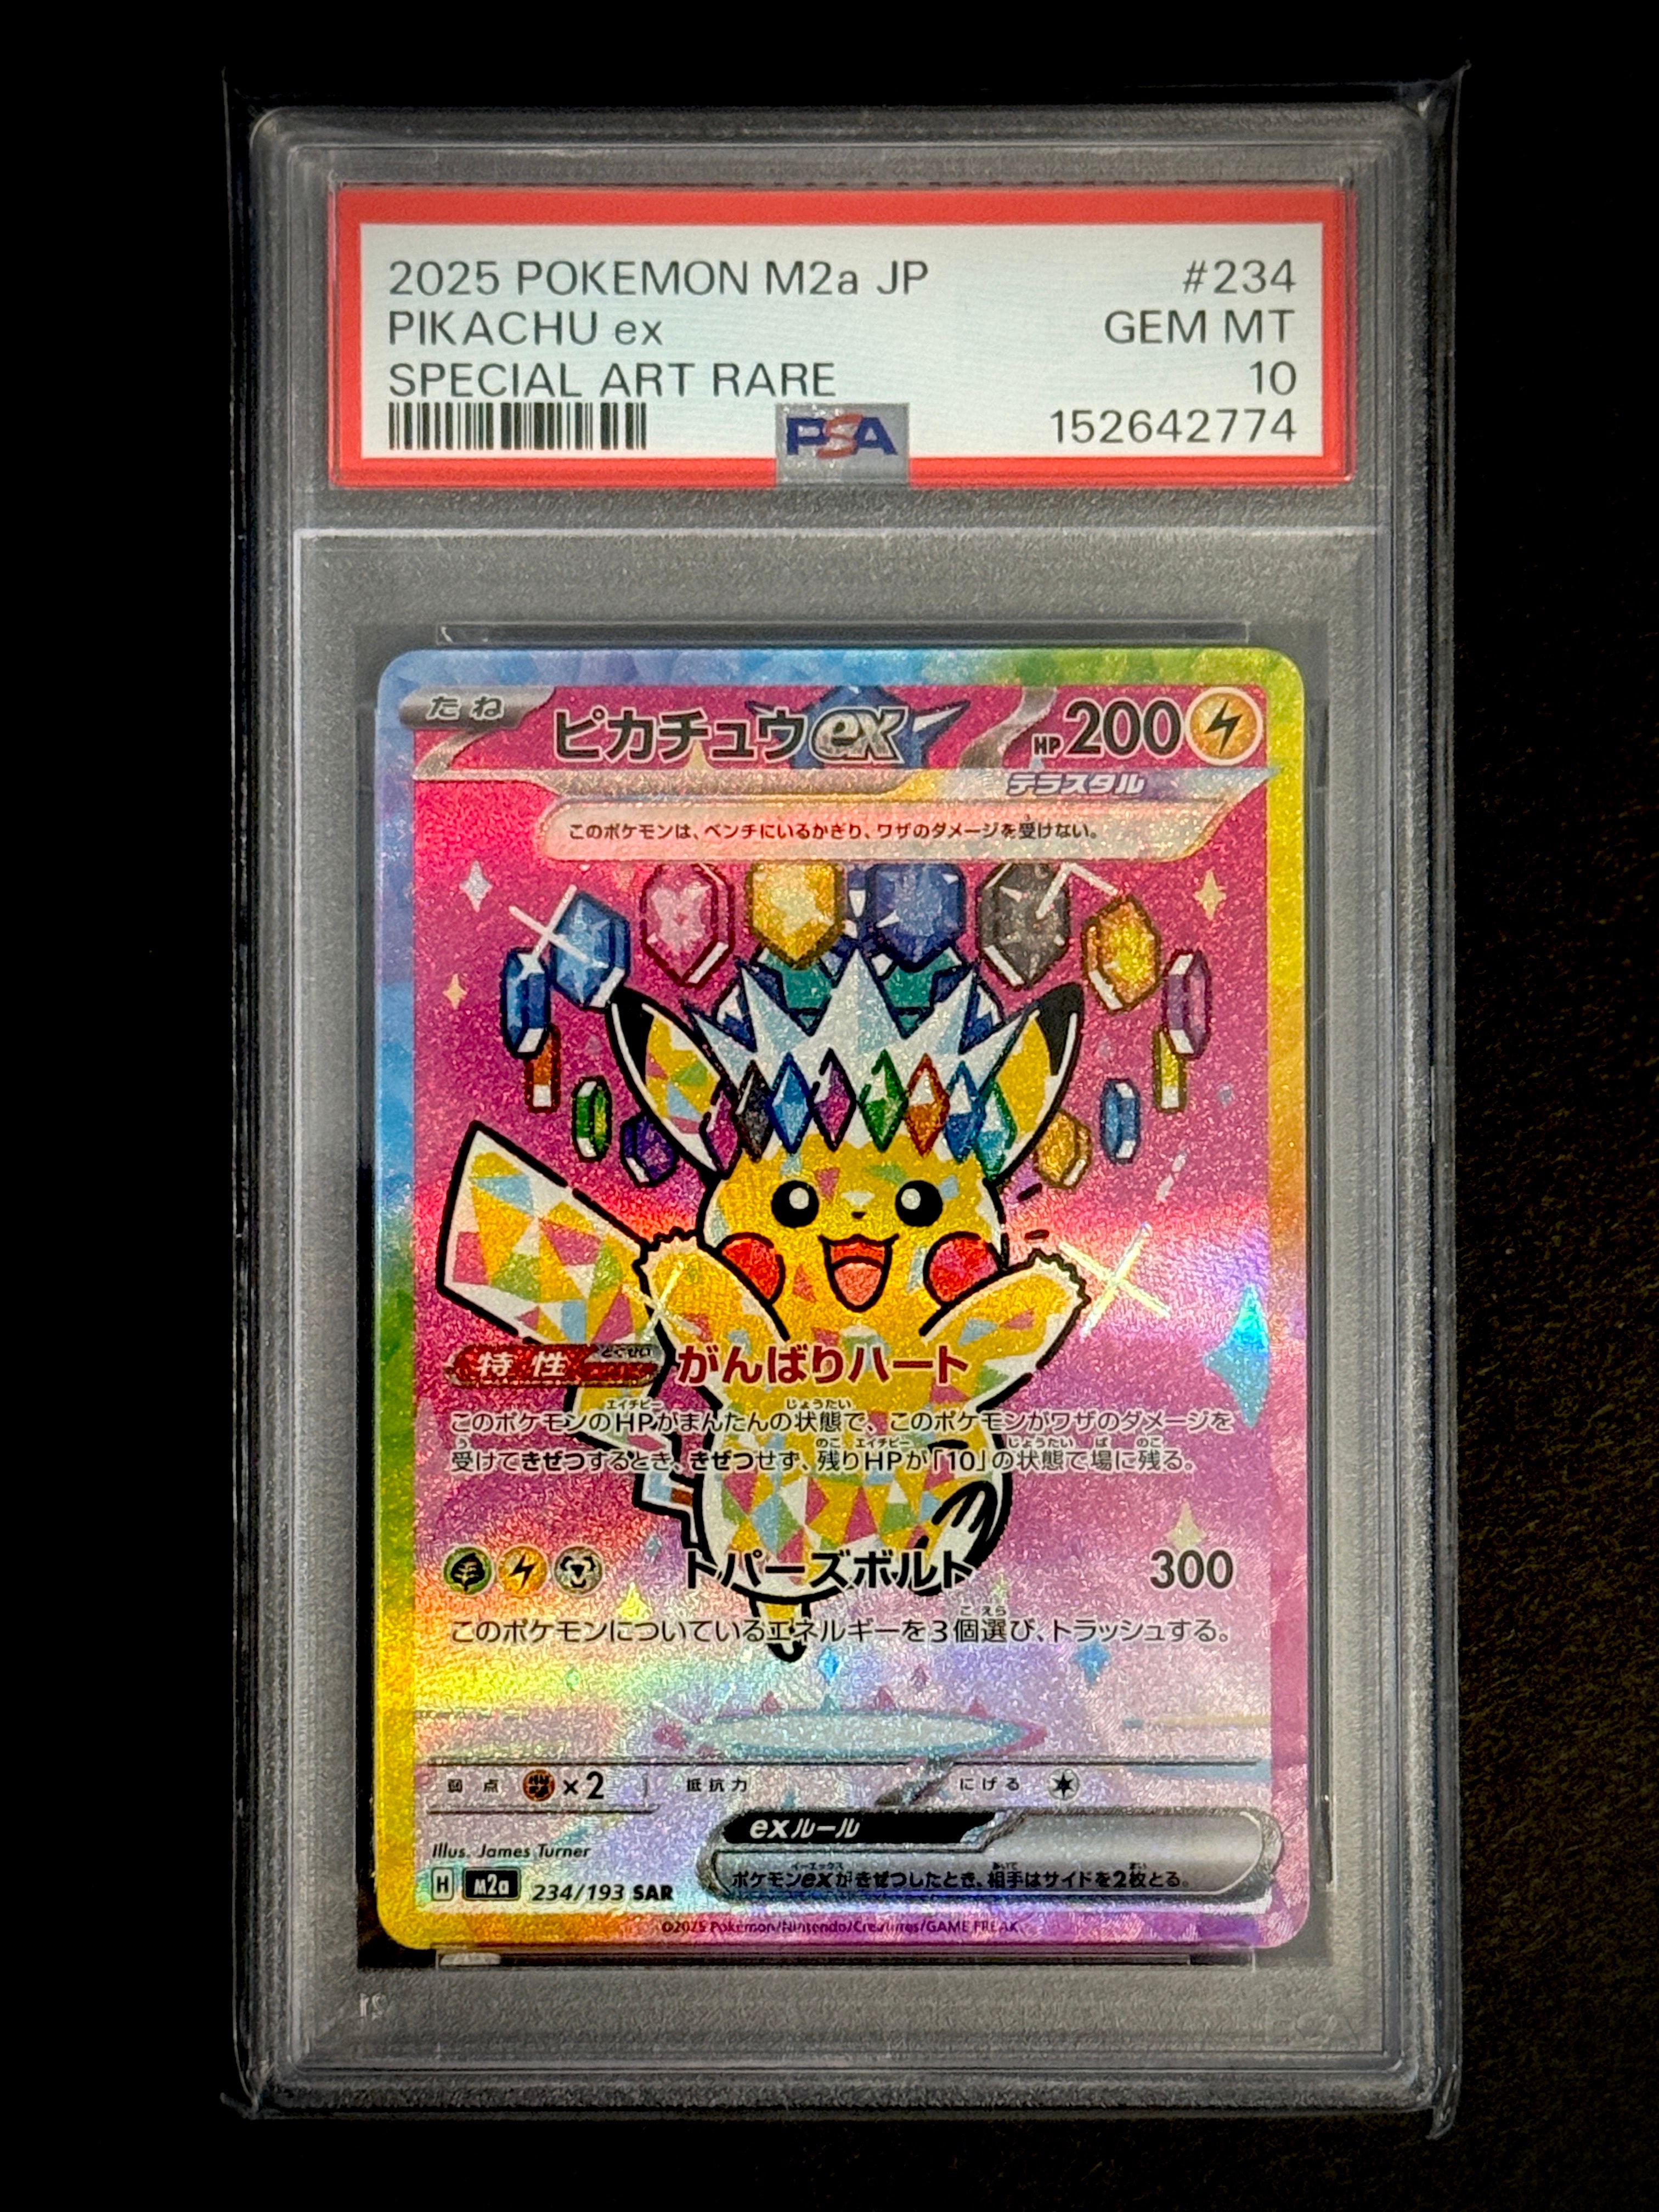 2025 POKEMON M2a JP #234
PIKACHU ex GEM MT
SPECIAL ART RARE 10
PSA 152642774
たね ピカチュウex HP200
テラスタル
このポケモンは、ベンチにいるかぎり、ワザのダメージを受けない。
特性 がんばりハート
このポケモンのHPがまんたんの状態で、このポケモンがワザのダメージを
受けてきぜつするとき、きぜつせず、残りHPが「10」の状態で場に残る。
トパーズボルト 300
このポケモンについているエネルギーを3個選び、トラッシュする。
弱点 ×2 抵抗力 にげる
exルール
ポケモンexがきぜつしたとき、相手はサイドを2枚とる。
Illus. James Turner
H M2a 234/193 SAR
©2025 Pokémon/Nintendo/Creatures/GAME FREAK